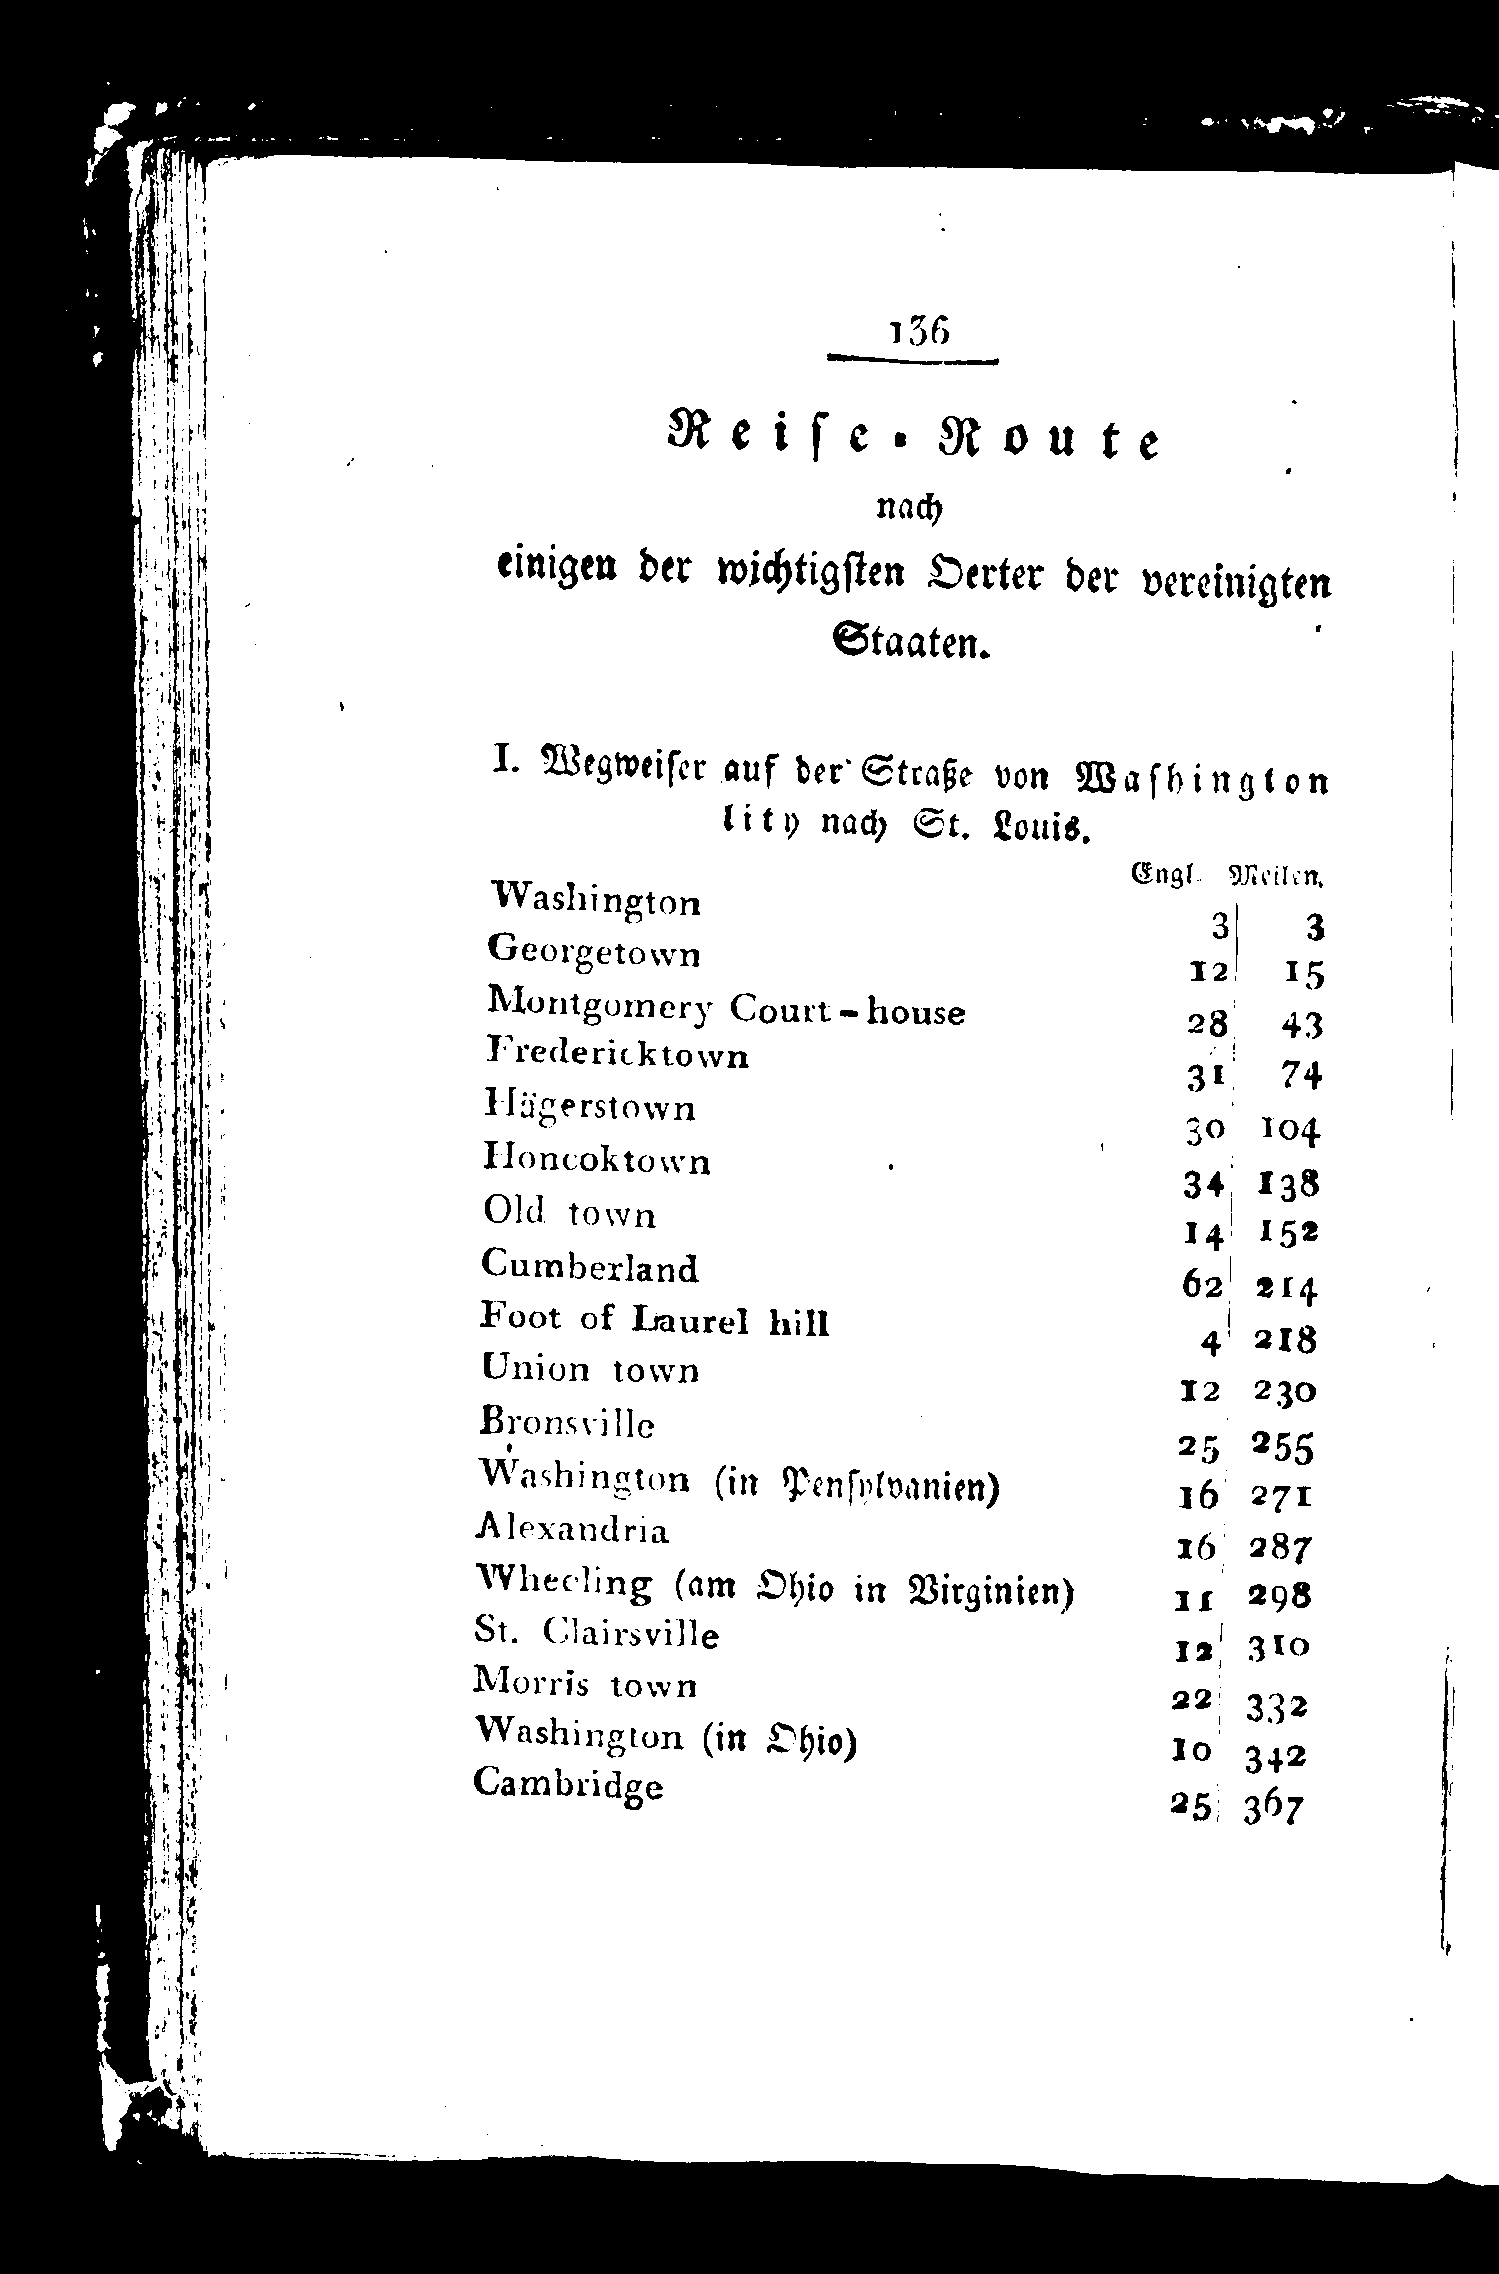 136
Reise-Route
nach
einigen der wichtigsten Oerter der vereinigten
Staaten.
I. Wegweiser auf der Straße von Washington
lity nach St. Louis.
Engl. Meilen.
Washington 3 3
Georgetown 12 15
Montgomery Court-house 28 43
Fredericktown 31 74
Hägerstown 30 104
Honcoktown 34 138
Old town 14 152
Cumberland 62 214
Foot of Laurel hill 4 218
Union town 12 230
Bronsville 25 255
Washington (in Pensylvanien) 16 271
Alexandria 16 287
Wheeling (am Ohio in Virginien) 11 298
St. Clairsville 12 310
Morris town 22 332
Washington (in Ohio) 10 342
Cambridge 25 367